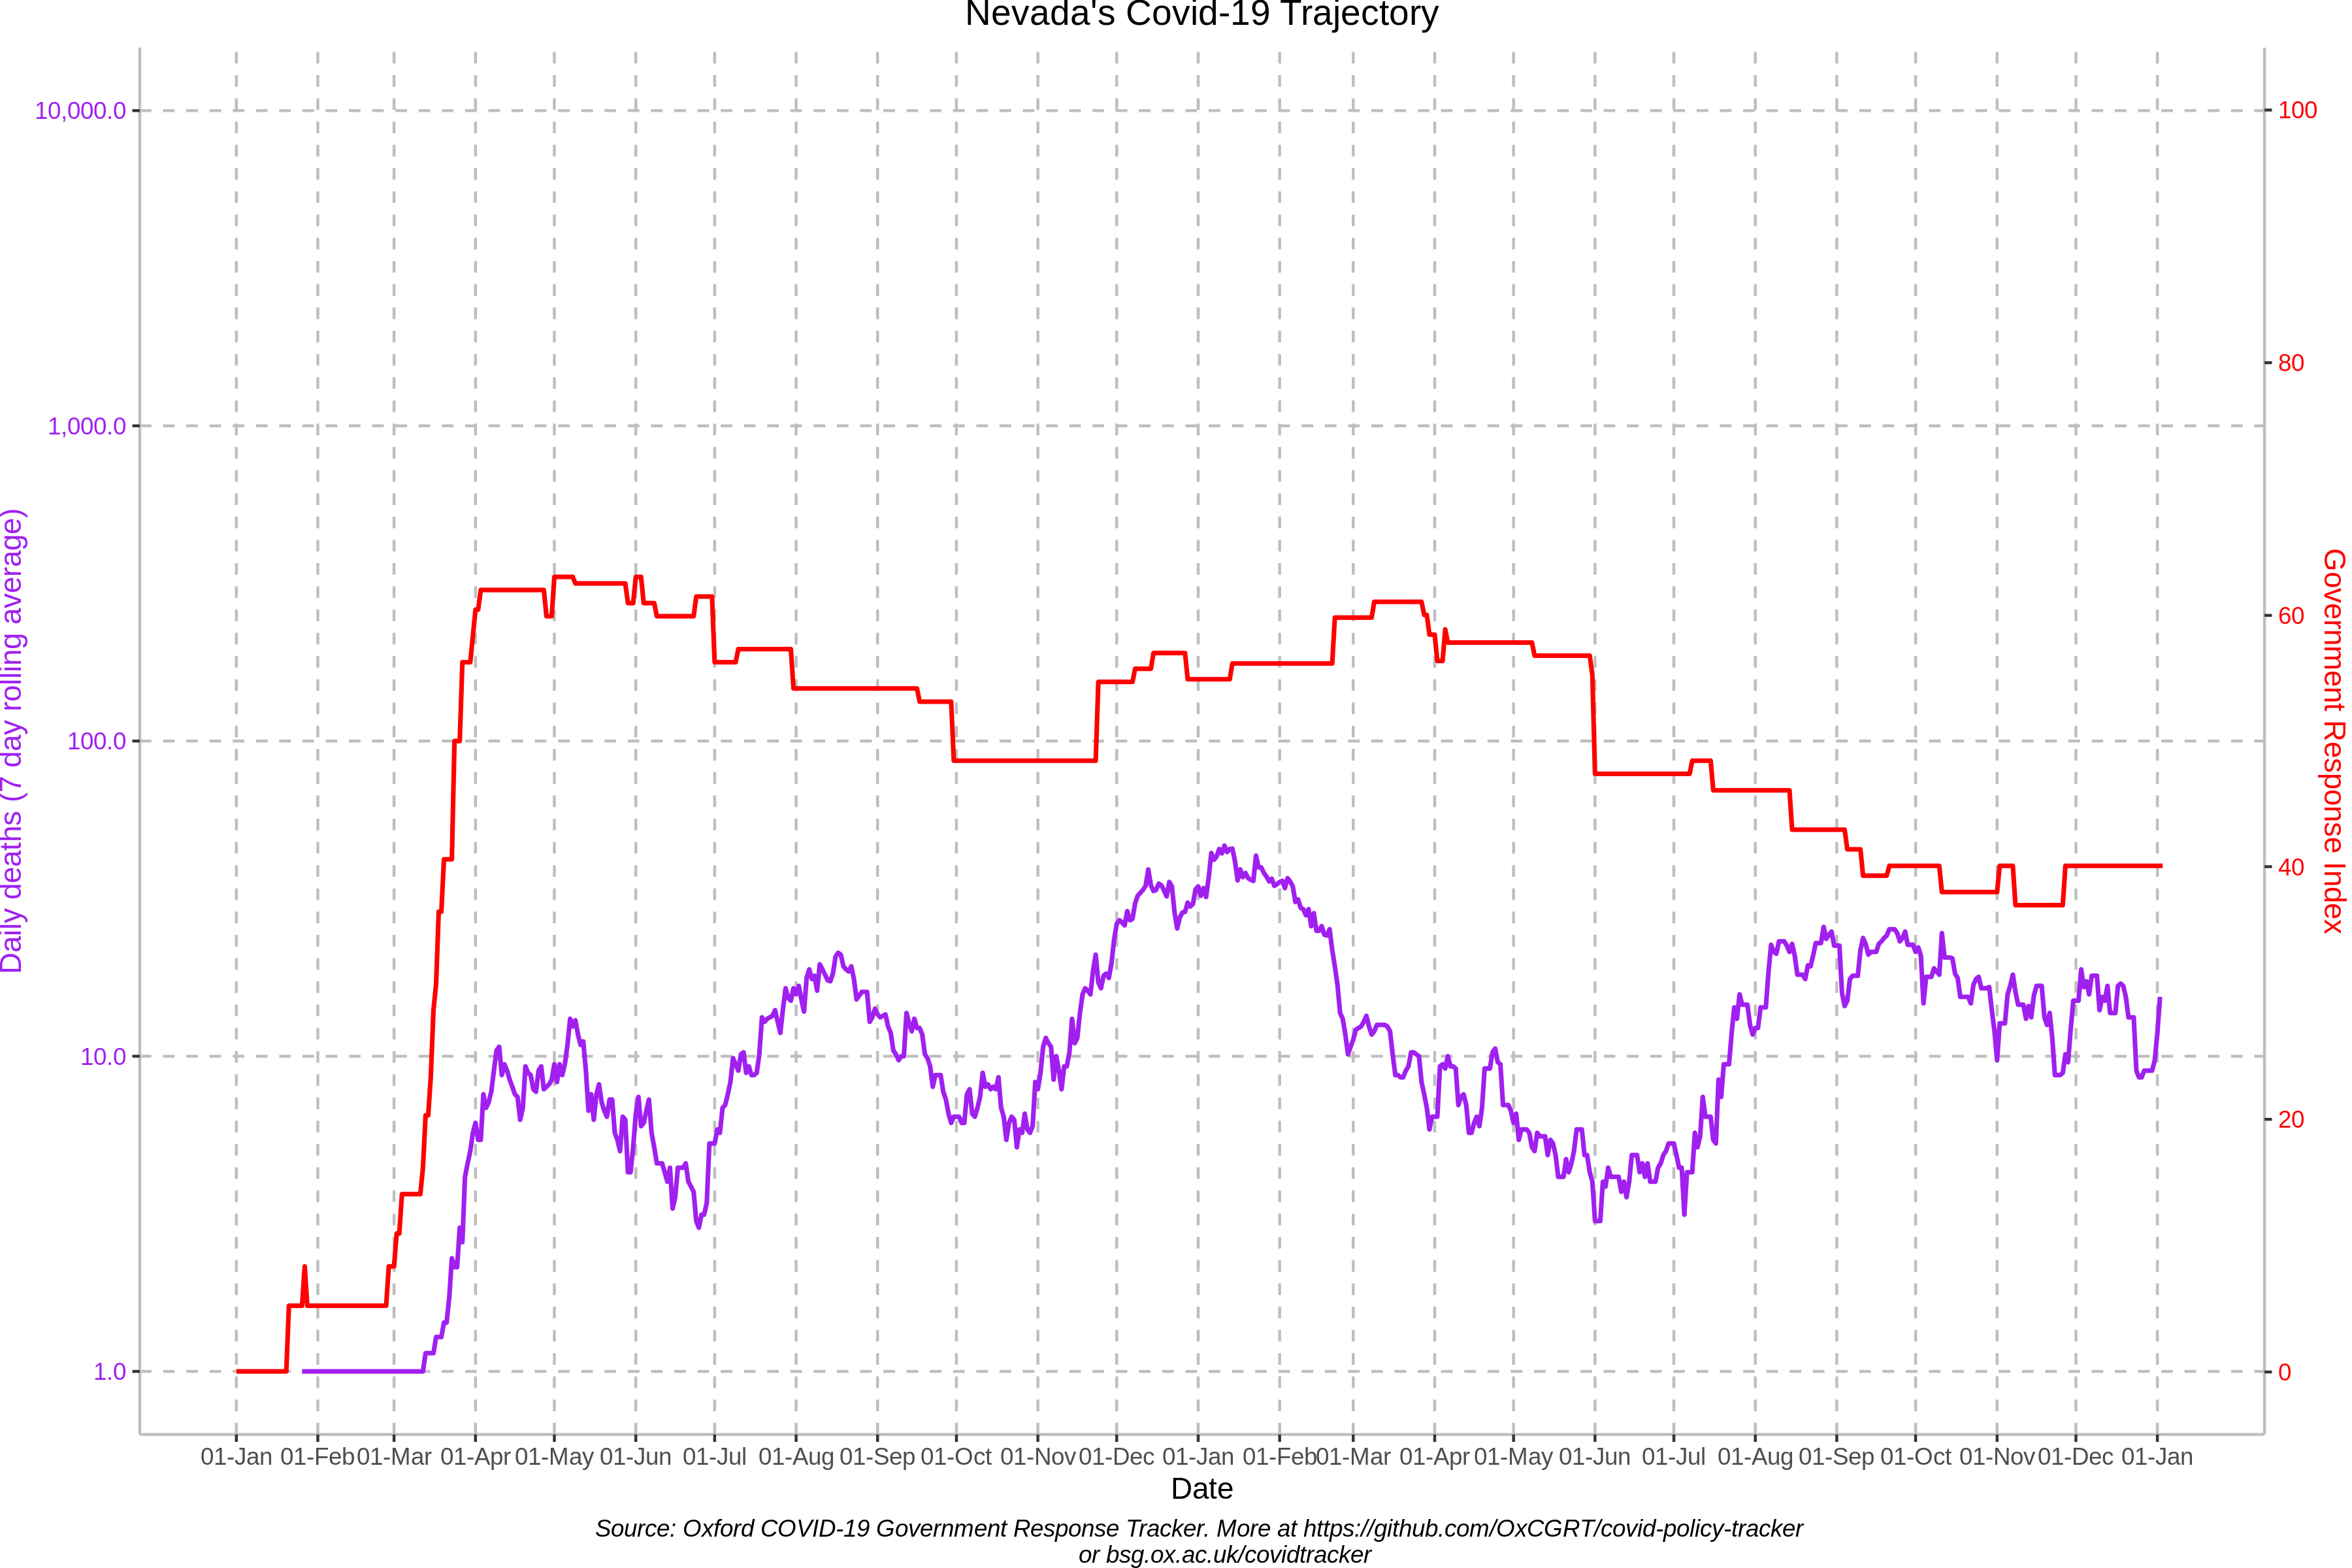 Nevada's Covid-19 Trajectory
10,000.0
1,000.0
100.0
10.0
1.0
Daily deaths (7 day rolling average)
100
80
60
40
20
0
Government Response Index
01-Jan 01-Feb 01-Mar 01-Apr 01-May 01-Jun 01-Jul 01-Aug 01-Sep 01-Oct 01-Nov 01-Dec 01-Jan 01-Feb 01-Mar 01-Apr 01-May 01-Jun 01-Jul 01-Aug 01-Sep 01-Oct 01-Nov 01-Dec 01-Jan
Date
Source: Oxford COVID-19 Government Response Tracker. More at https://github.com/OxCGRT/covid-policy-tracker
or bsg.ox.ac.uk/covidtracker